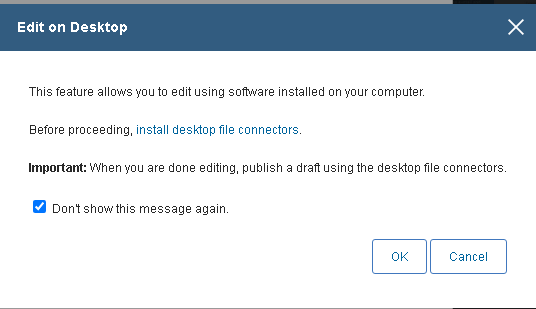 Edit on Desktop
This feature allows you to edit using software installed on your computer.
Before proceeding, install desktop file connectors.
Important: When you are done editing, publish a draft using the desktop file connectors.
Don't show this message again.
OK
Cancel